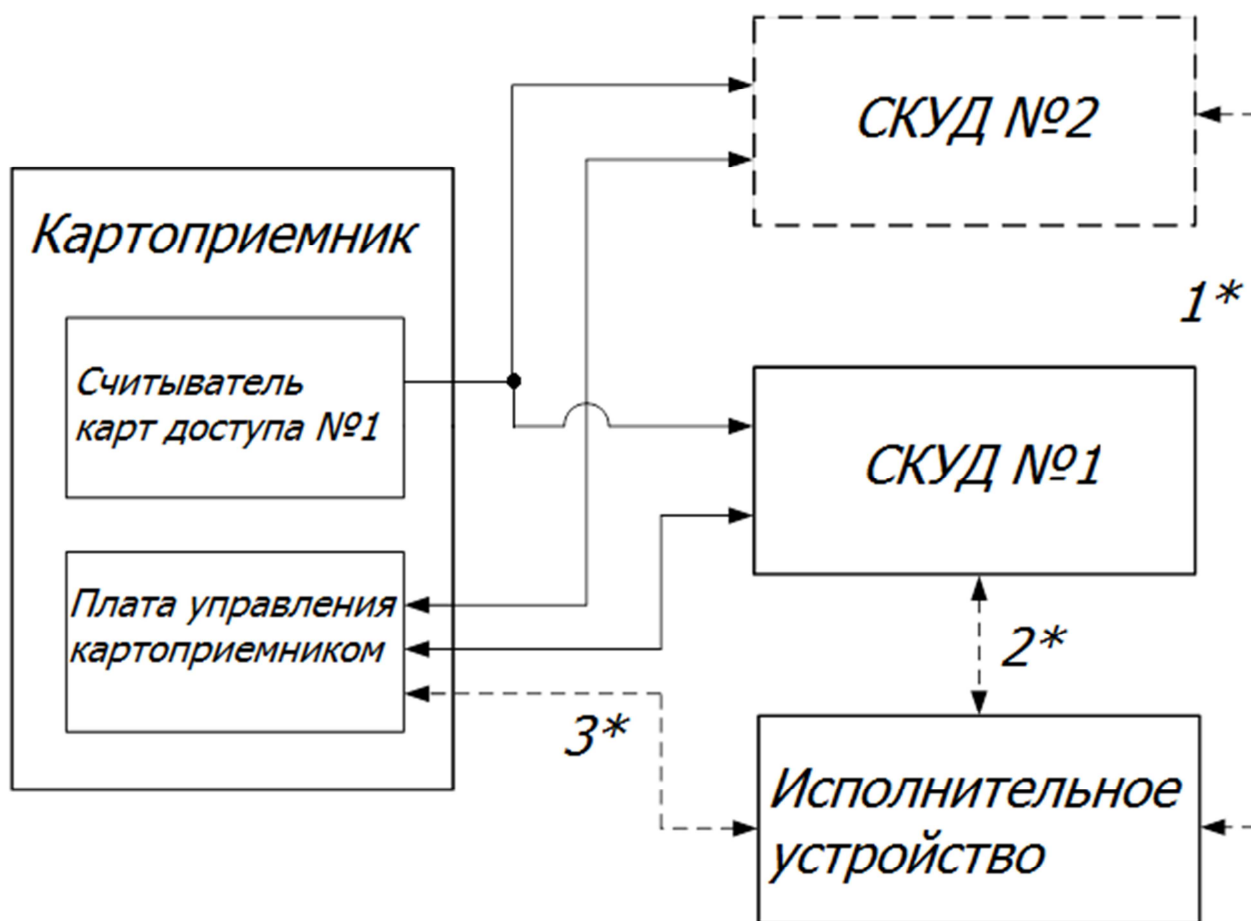 СКУД №2
Картоприемник
1*
Считыватель
карт доступа №1
СКУД №1
Плата управления
картоприемником
2*
3*
Исполнительное
устройство